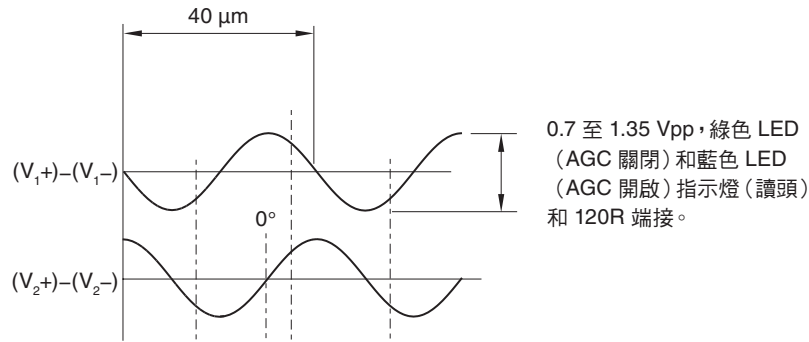 40 µm
0.7 至 1.35 Vpp，綠色 LED
（AGC 關閉）和藍色 LED
（AGC 開啟）指示燈（讀頭）
和 120R 端接。
(V₁+)–(V₁–)
0°
(V₂+)–(V₂–)